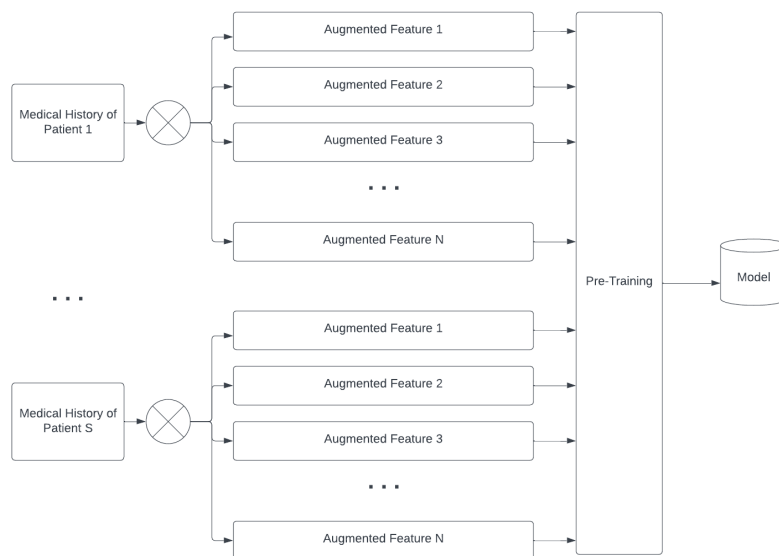 Augmented Feature 1
Augmented Feature 2
Medical History of
Patient 1
Augmented Feature 3
. . .
Augmented Feature N
Pre-Training
Model
. . .
Augmented Feature 1
Augmented Feature 2
Medical History of
Patient S
Augmented Feature 3
. . .
Augmented Feature N